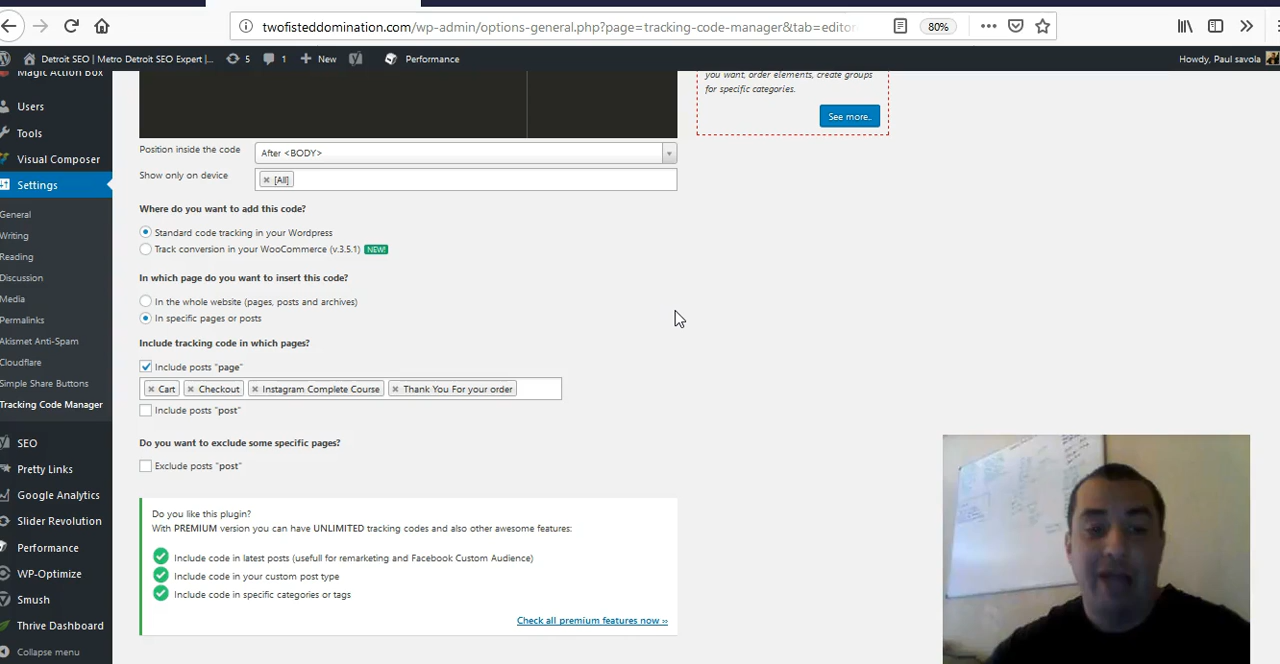 twofisteddomination.com/wp-admin/options-general.php?page=tracking-code-manager&tab=editor
80%
Detroit SEO | Metro Detroit SEO Expert |...
5
1
New
Performance
Howdy, Paul savola
Magic Action Box
Users
Tools
Visual Composer
Settings
General
Writing
Reading
Discussion
Media
Permalinks
Akismet Anti-Spam
Cloudflare
Simple Share Buttons
Tracking Code Manager
SEO
Pretty Links
Google Analytics
Slider Revolution
Performance
WP-Optimize
Smush
Thrive Dashboard
Collapse menu
you want, order elements, create groups
for specific categories.
See more..
Position inside the code
After <BODY>
Show only on device
× [All]
Where do you want to add this code?
Standard code tracking in your Wordpress
Track conversion in your WooCommerce (v.3.5.1) NEW!
In which page do you want to insert this code?
In the whole website (pages, posts and archives)
In specific pages or posts
Include tracking code in which pages?
Include posts "page"
× Cart × Checkout × Instagram Complete Course × Thank You For your order
Include posts "post"
Do you want to exclude some specific pages?
Exclude posts "post"
Do you like this plugin?
With PREMIUM version you can have UNLIMITED tracking codes and also other awesome features:
Include code in latest posts (usefull for remarketing and Facebook Custom Audience)
Include code in your custom post type
Include code in specific categories or tags
Check all premium features now »